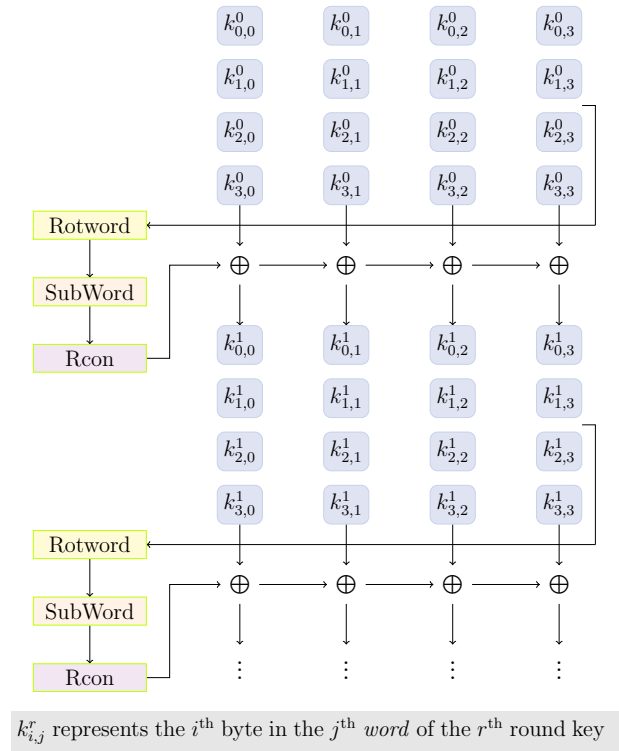 k^0_{0,0} k^0_{0,1} k^0_{0,2} k^0_{0,3}
k^0_{1,0} k^0_{1,1} k^0_{1,2} k^0_{1,3}
k^0_{2,0} k^0_{2,1} k^0_{2,2} k^0_{2,3}
k^0_{3,0} k^0_{3,1} k^0_{3,2} k^0_{3,3}
Rotword
⊕ ⊕ ⊕ ⊕
SubWord
Rcon
k^1_{0,0} k^1_{0,1} k^1_{0,2} k^1_{0,3}
k^1_{1,0} k^1_{1,1} k^1_{1,2} k^1_{1,3}
k^1_{2,0} k^1_{2,1} k^1_{2,2} k^1_{2,3}
k^1_{3,0} k^1_{3,1} k^1_{3,2} k^1_{3,3}
Rotword
⊕ ⊕ ⊕ ⊕
SubWord
Rcon
⋮ ⋮ ⋮ ⋮
k^r_{i,j} represents the i^th byte in the j^th word of the r^th round key